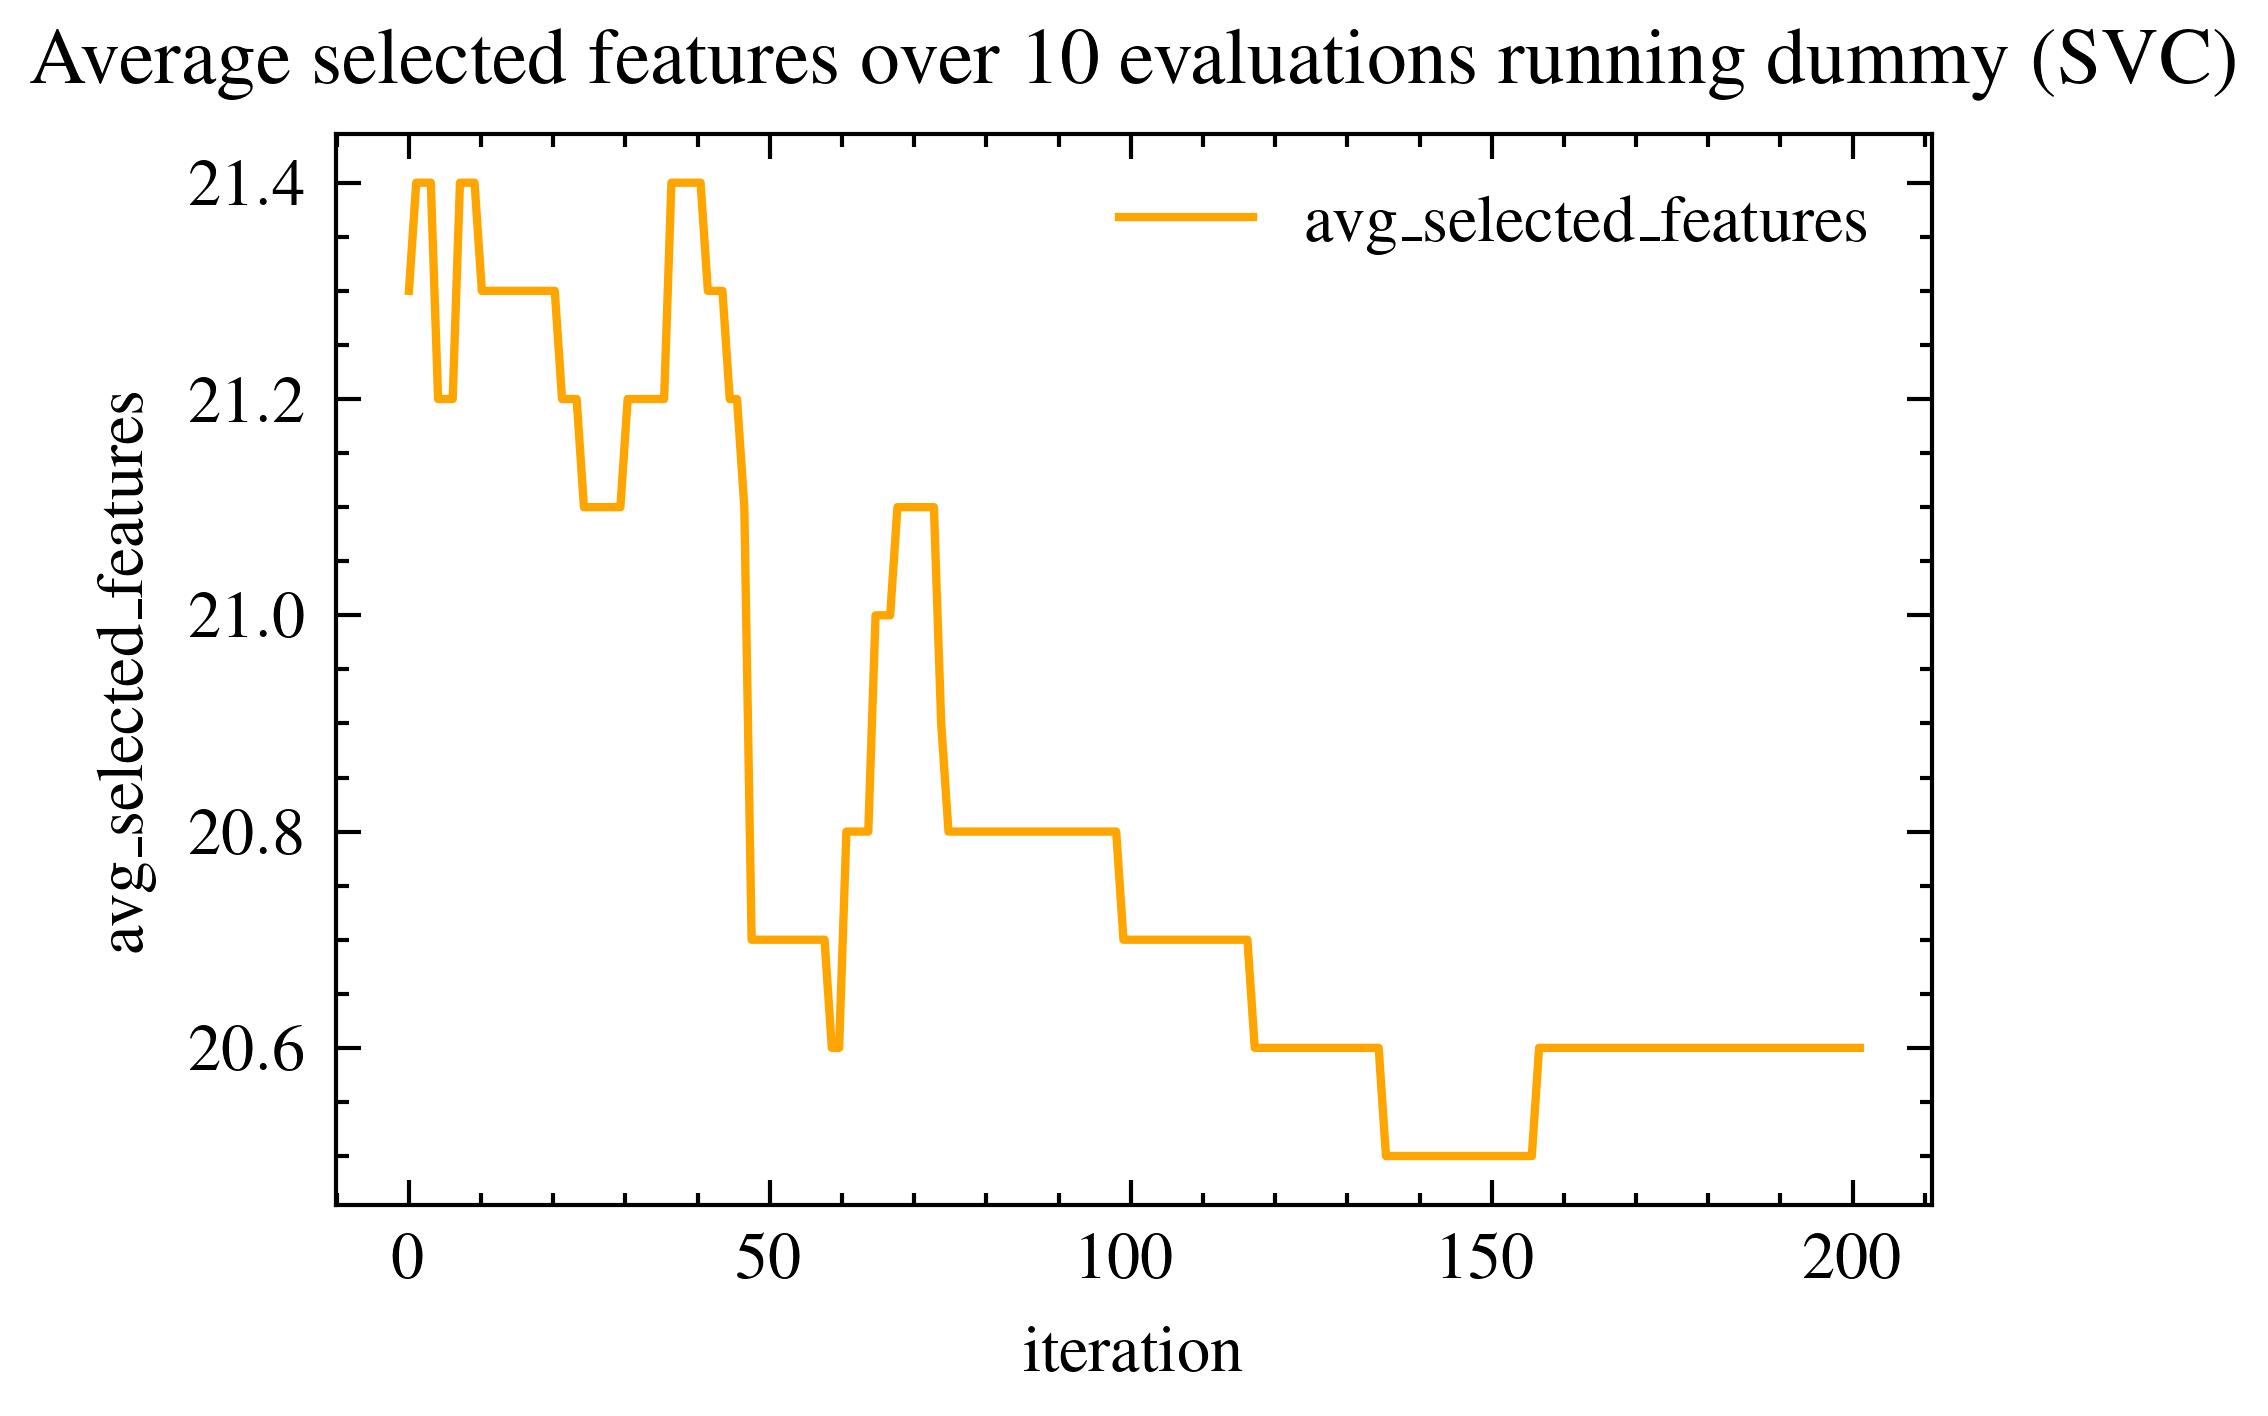 Average selected features over 10 evaluations running dummy (SVC)
avg_selected_features
21.4
21.2
21.0
20.8
20.6
avg_selected_features
0 50 100 150 200
iteration